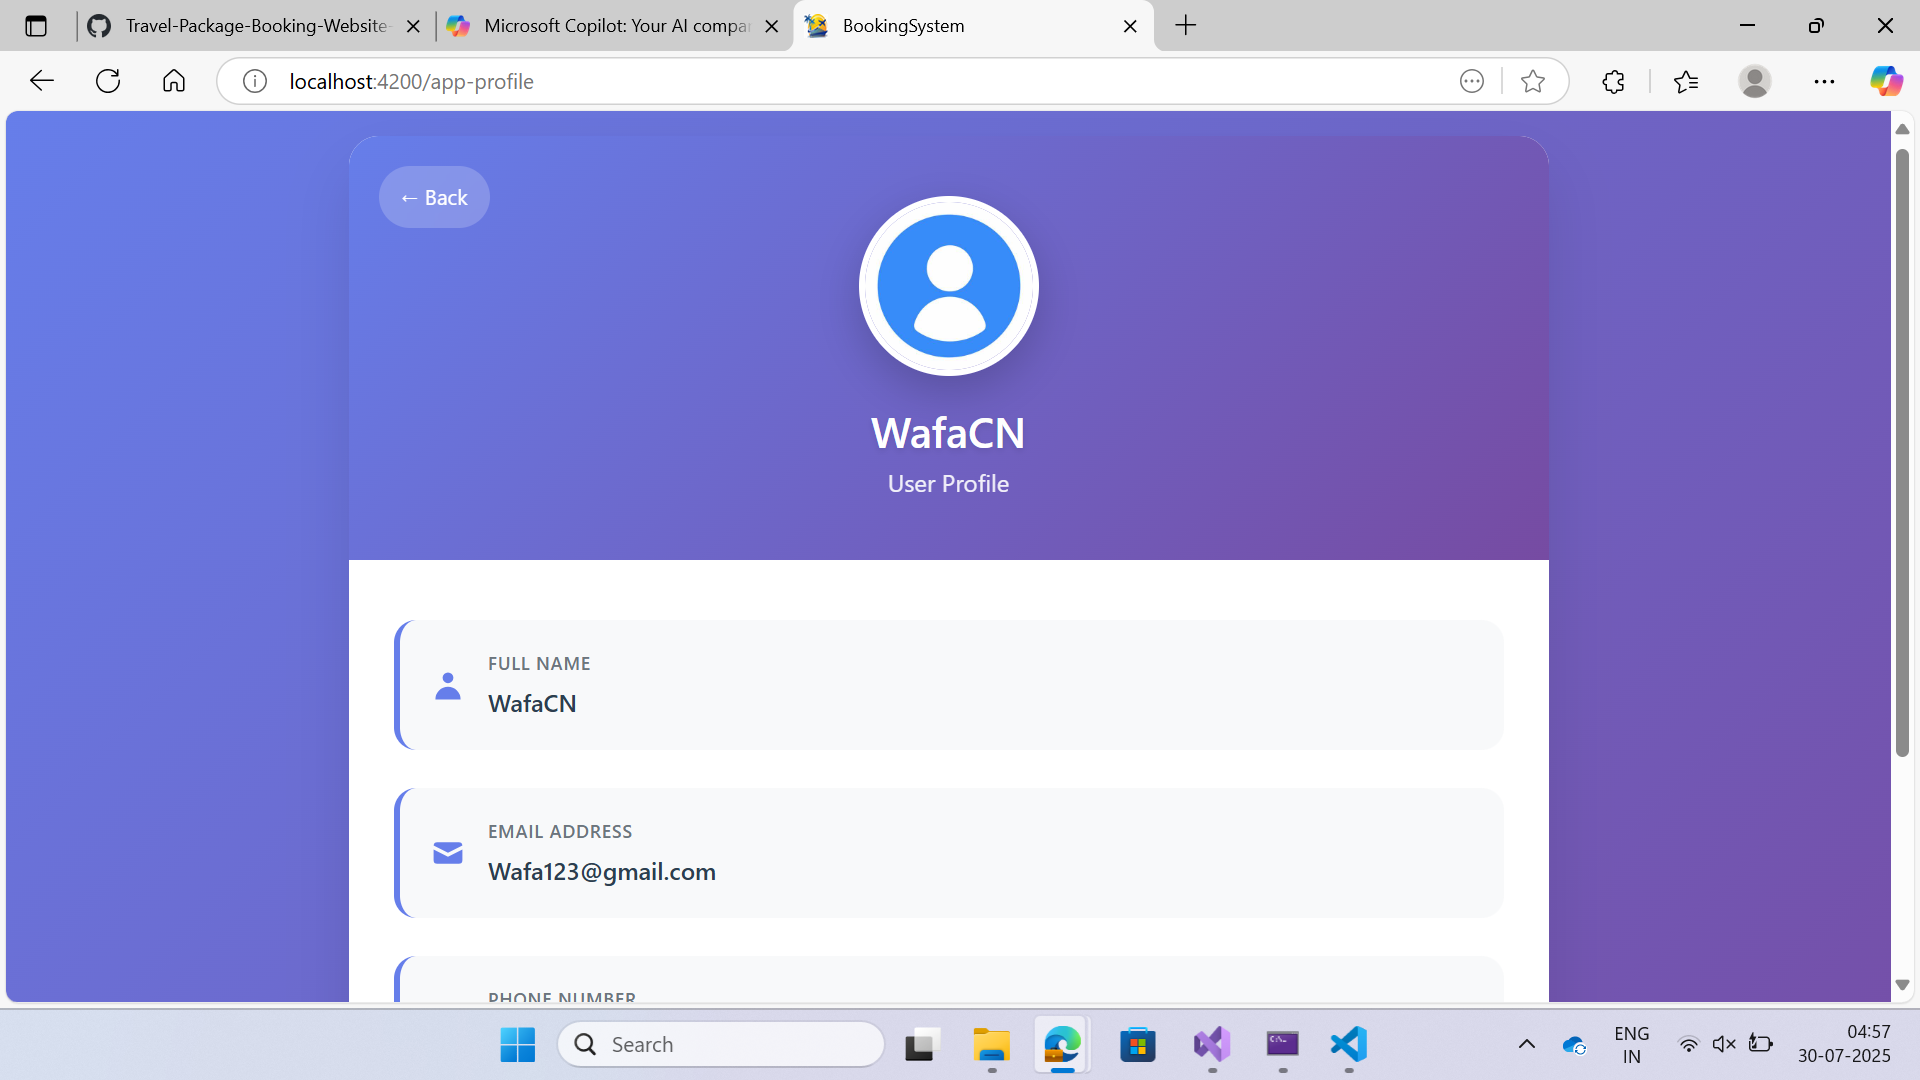 Travel-Package-Booking-Website-
Microsoft Copilot: Your AI compa
BookingSystem
localhost:4200/app-profile
← Back
WafaCN
User Profile
FULL NAME
WafaCN
EMAIL ADDRESS
Wafa123@gmail.com
PHONE NUMBER
Search
ENG
IN
04:57
30-07-2025